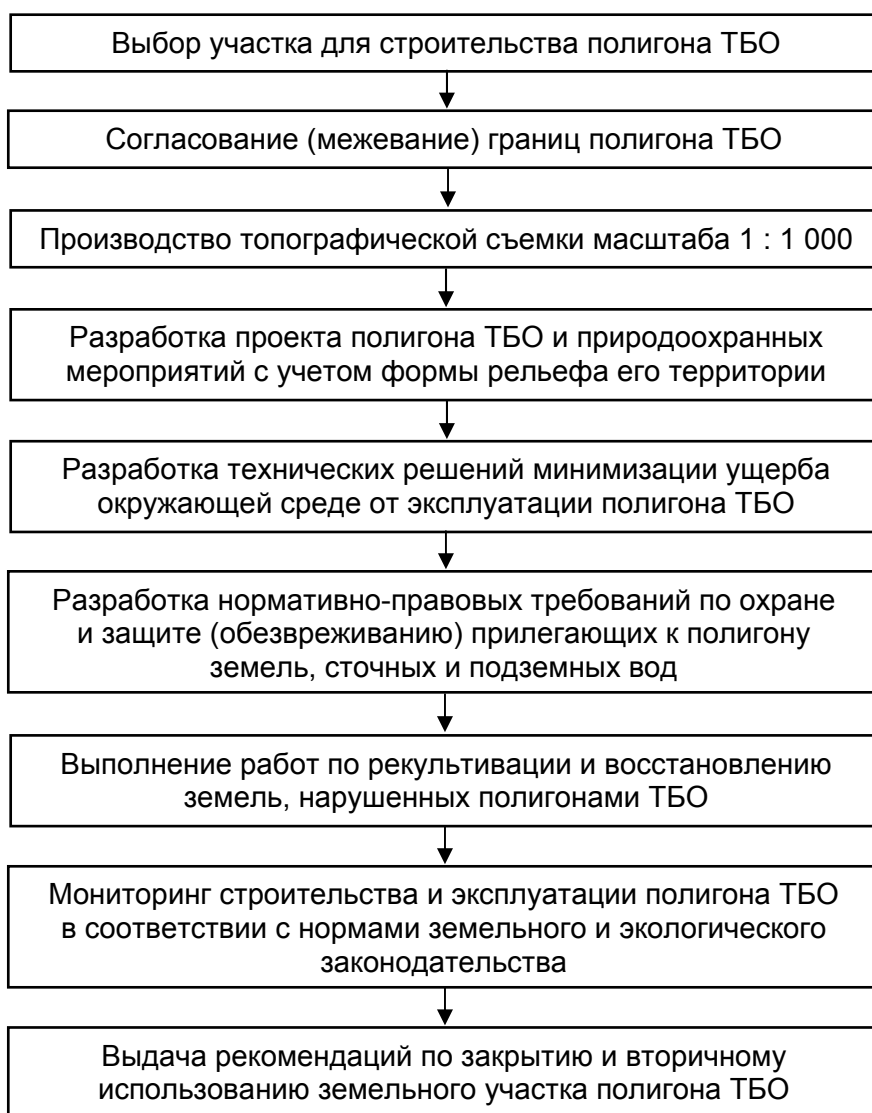 Выбор участка для строительства полигона ТБО
Согласование (межевание) границ полигона ТБО
Производство топографической съемки масштаба 1 : 1 000
Разработка проекта полигона ТБО и природоохранных
мероприятий с учетом формы рельефа его территории
Разработка технических решений минимизации ущерба
окружающей среде от эксплуатации полигона ТБО
Разработка нормативно-правовых требований по охране
и защите (обезвреживанию) прилегающих к полигону
земель, сточных и подземных вод
Выполнение работ по рекультивации и восстановлению
земель, нарушенных полигонами ТБО
Мониторинг строительства и эксплуатации полигона ТБО
в соответствии с нормами земельного и экологического
законодательства
Выдача рекомендаций по закрытию и вторичному
использованию земельного участка полигона ТБО